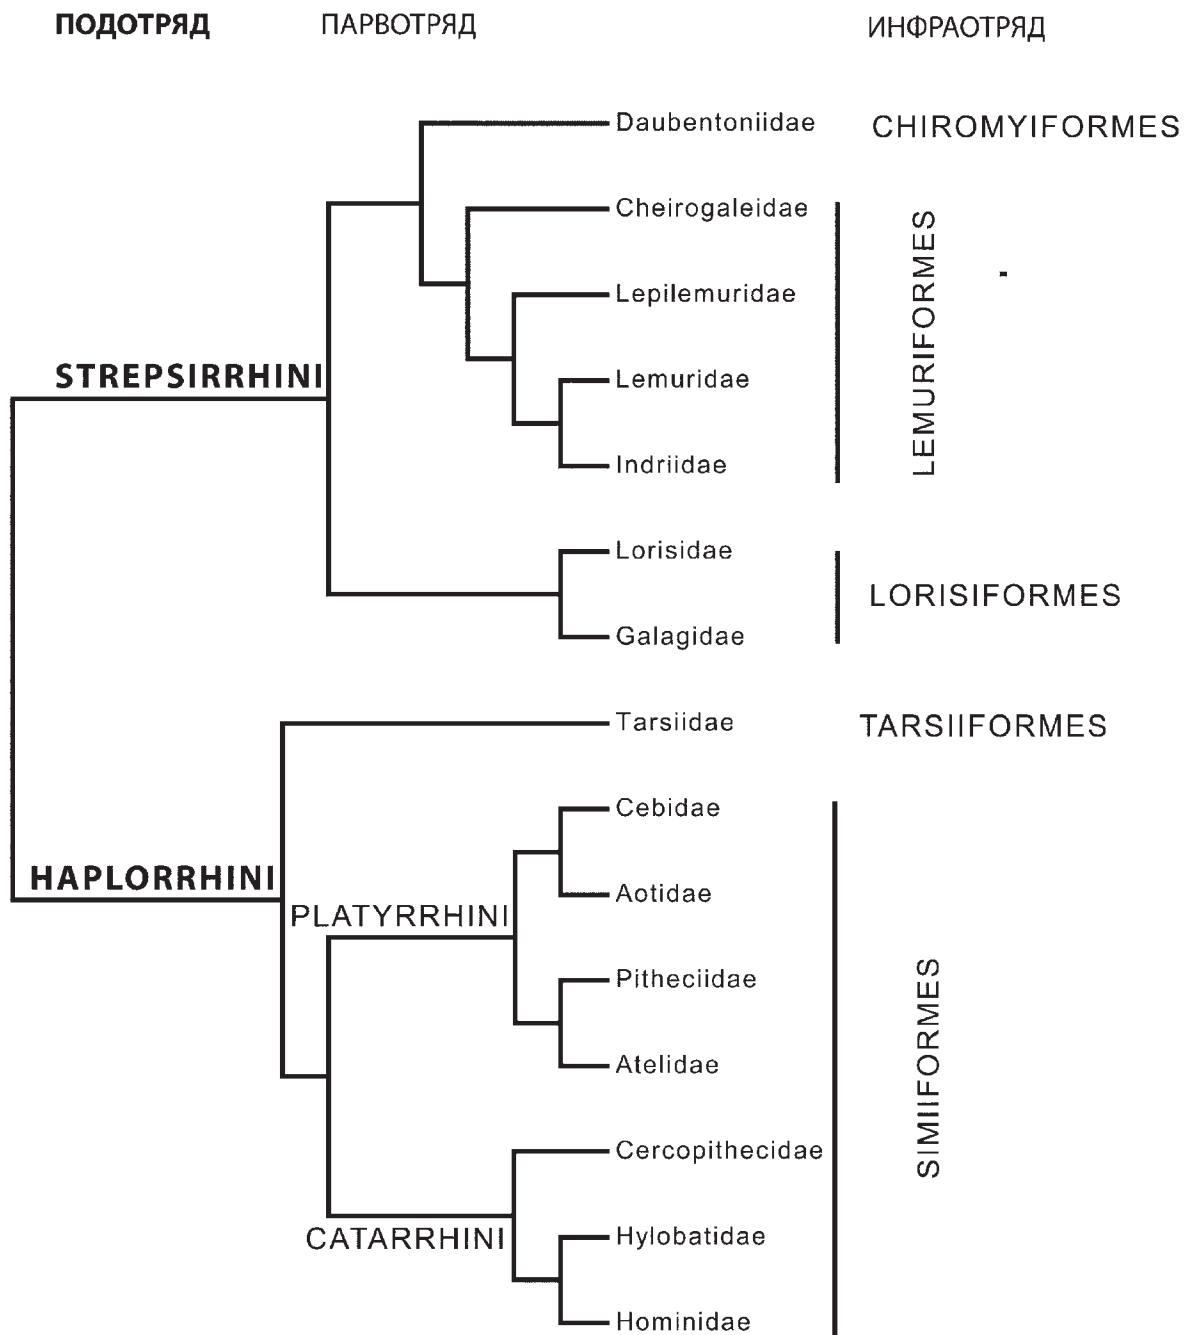 ПОДОТРЯД ПАРВОТРЯД ИНФРАОТРЯД
Daubentoniidae CHIROMYIFORMES
Cheirogaleidae
LEMURIFORMES
Lepilemuridae
STREPSIRRHINI
Lemuridae
Indriidae
Lorisidae
LORISIFORMES
Galagidae
Tarsiidae TARSIIFORMES
Cebidae
HAPLORRHINI
Aotidae
PLATYRRHINI
Pitheciidae
SIMIIFORMES
Atelidae
Cercopithecidae
CATARRHINI
Hylobatidae
Hominidae